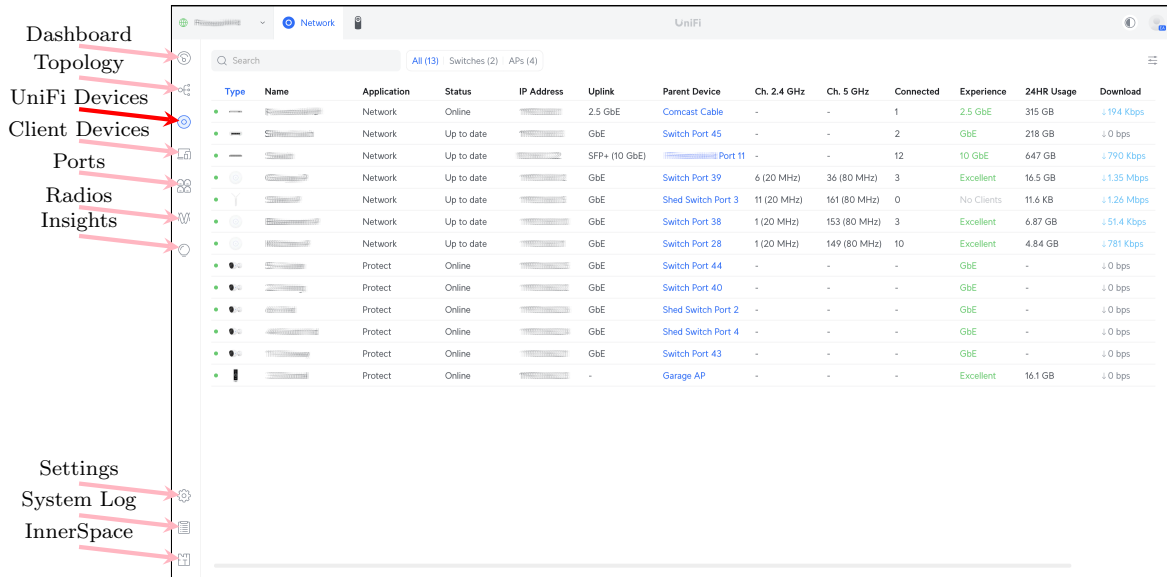 Network
UniFi
Dashboard
Topology
UniFi Devices
Client Devices
Ports
Radios
Insights
Settings
System Log
InnerSpace
Search
All (13) Switches (2) APs (4)
Type Name Application Status IP Address Uplink Parent Device Ch. 2.4 GHz Ch. 5 GHz Connected Experience 24HR Usage Download
Network Online 2.5 GbE Comcast Cable - - 1 2.5 GbE 315 GB ↓194 Kbps
Network Up to date GbE Switch Port 45 - - 2 GbE 218 GB ↓0 bps
Network Up to date SFP+ (10 GbE) Port 11 - - 12 10 GbE 647 GB ↓790 Kbps
Network Up to date GbE Switch Port 39 6 (20 MHz) 36 (80 MHz) 3 Excellent 16.5 GB ↓1.35 Mbps
Network Up to date GbE Shed Switch Port 3 11 (20 MHz) 161 (80 MHz) 0 No Clients 11.6 KB ↓1.26 Mbps
Network Up to date GbE Switch Port 38 1 (20 MHz) 153 (80 MHz) 3 Excellent 6.87 GB ↓51.4 Kbps
Network Up to date GbE Switch Port 28 1 (20 MHz) 149 (80 MHz) 10 Excellent 4.84 GB ↓781 Kbps
Protect Online GbE Switch Port 44 - - - GbE - ↓0 bps
Protect Online GbE Switch Port 40 - - - GbE - ↓0 bps
Protect Online GbE Shed Switch Port 2 - - - GbE - ↓0 bps
Protect Online GbE Shed Switch Port 4 - - - GbE - ↓0 bps
Protect Online GbE Switch Port 43 - - - GbE - ↓0 bps
Protect Online - Garage AP - - - Excellent 16.1 GB ↓0 bps